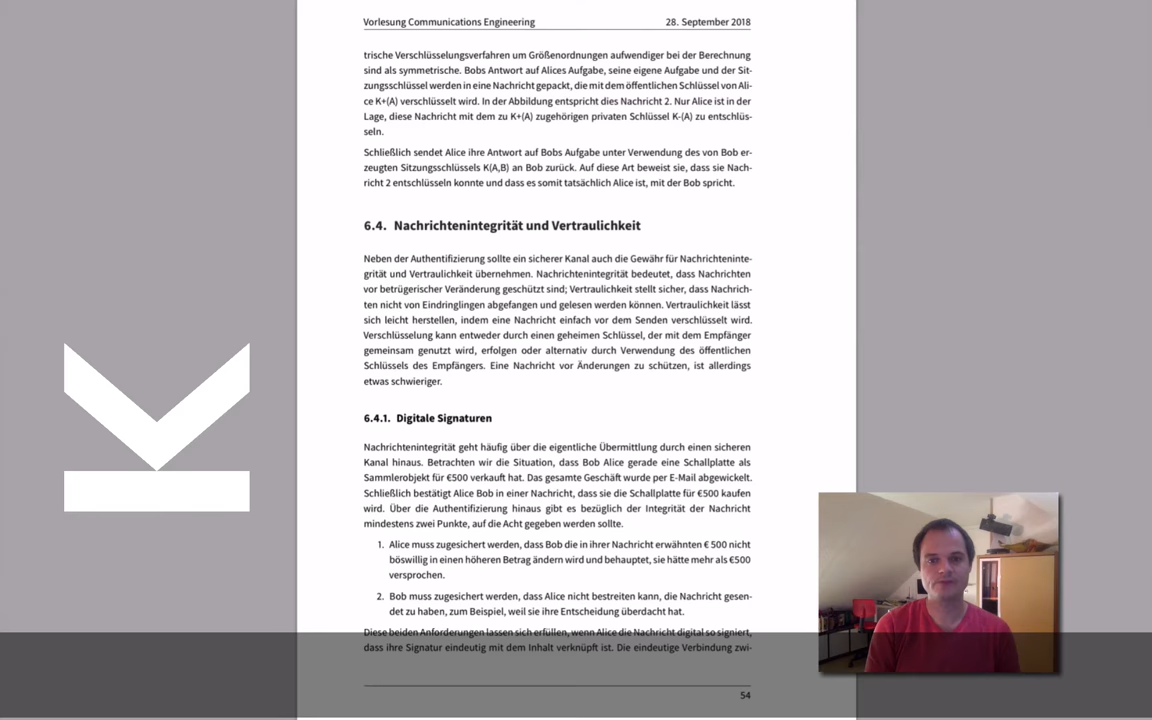 Vorlesung Communications Engineering 28. September 2018
trische Verschlüsselungsverfahren um Größenordnungen aufwendiger bei der Berechnung
sind als symmetrische. Bobs Antwort auf Alices Aufgabe, seine eigene Aufgabe und der Sit-
zungsschlüssel werden in eine Nachricht gepackt, die mit dem öffentlichen Schlüssel von Ali-
ce K+(A) verschlüsselt wird. In der Abbildung entspricht dies Nachricht 2. Nur Alice ist in der
Lage, diese Nachricht mit dem zu K+(A) zugehörigen privaten Schlüssel K-(A) zu entschlüs-
seln.
Schließlich sendet Alice ihre Antwort auf Bobs Aufgabe unter Verwendung des von Bob er-
zeugten Sitzungsschlüssels K(A,B) an Bob zurück. Auf diese Art beweist sie, dass sie Nach-
richt 2 entschlüsseln konnte und dass es somit tatsächlich Alice ist, mit der Bob spricht.
6.4. Nachrichtenintegrität und Vertraulichkeit
Neben der Authentifizierung sollte ein sicherer Kanal auch die Gewähr für Nachrichteninte-
grität und Vertraulichkeit übernehmen. Nachrichtenintegrität bedeutet, dass Nachrichten
vor betrügerischer Veränderung geschützt sind; Vertraulichkeit stellt sicher, dass Nachrich-
ten nicht von Eindringlingen abgefangen und gelesen werden können. Vertraulichkeit lässt
sich leicht herstellen, indem eine Nachricht einfach vor dem Senden verschlüsselt wird.
Verschlüsselung kann entweder durch einen geheimen Schlüssel, der mit dem Empfänger
gemeinsam genutzt wird, erfolgen oder alternativ durch Verwendung des öffentlichen
Schlüssels des Empfängers. Eine Nachricht vor Änderungen zu schützen, ist allerdings
etwas schwieriger.
6.4.1. Digitale Signaturen
Nachrichtenintegrität geht häufig über die eigentliche Übermittlung durch einen sicheren
Kanal hinaus. Betrachten wir die Situation, dass Bob Alice gerade eine Schallplatte als
Sammlerobjekt für €500 verkauft hat. Das gesamte Geschäft wurde per E-Mail abgewickelt.
Schließlich bestätigt Alice Bob in einer Nachricht, dass sie die Schallplatte für €500 kaufen
wird. Über die Authentifizierung hinaus gibt es bezüglich der Integrität der Nachricht
mindestens zwei Punkte, auf die Acht gegeben werden sollte.
1. Alice muss zugesichert werden, dass Bob die in ihrer Nachricht erwähnten € 500 nicht
böswillig in einen höheren Betrag ändern wird und behauptet, sie hätte mehr als €500
versprochen.
2. Bob muss zugesichert werden, dass Alice nicht bestreiten kann, die Nachricht gesen-
det zu haben, zum Beispiel, weil sie ihre Entscheidung überdacht hat.
Diese beiden Anforderungen lassen sich erfüllen, wenn Alice die Nachricht digital so signiert,
dass ihre Signatur eindeutig mit dem Inhalt verknüpft ist. Die eindeutige Verbindung zwi-
54